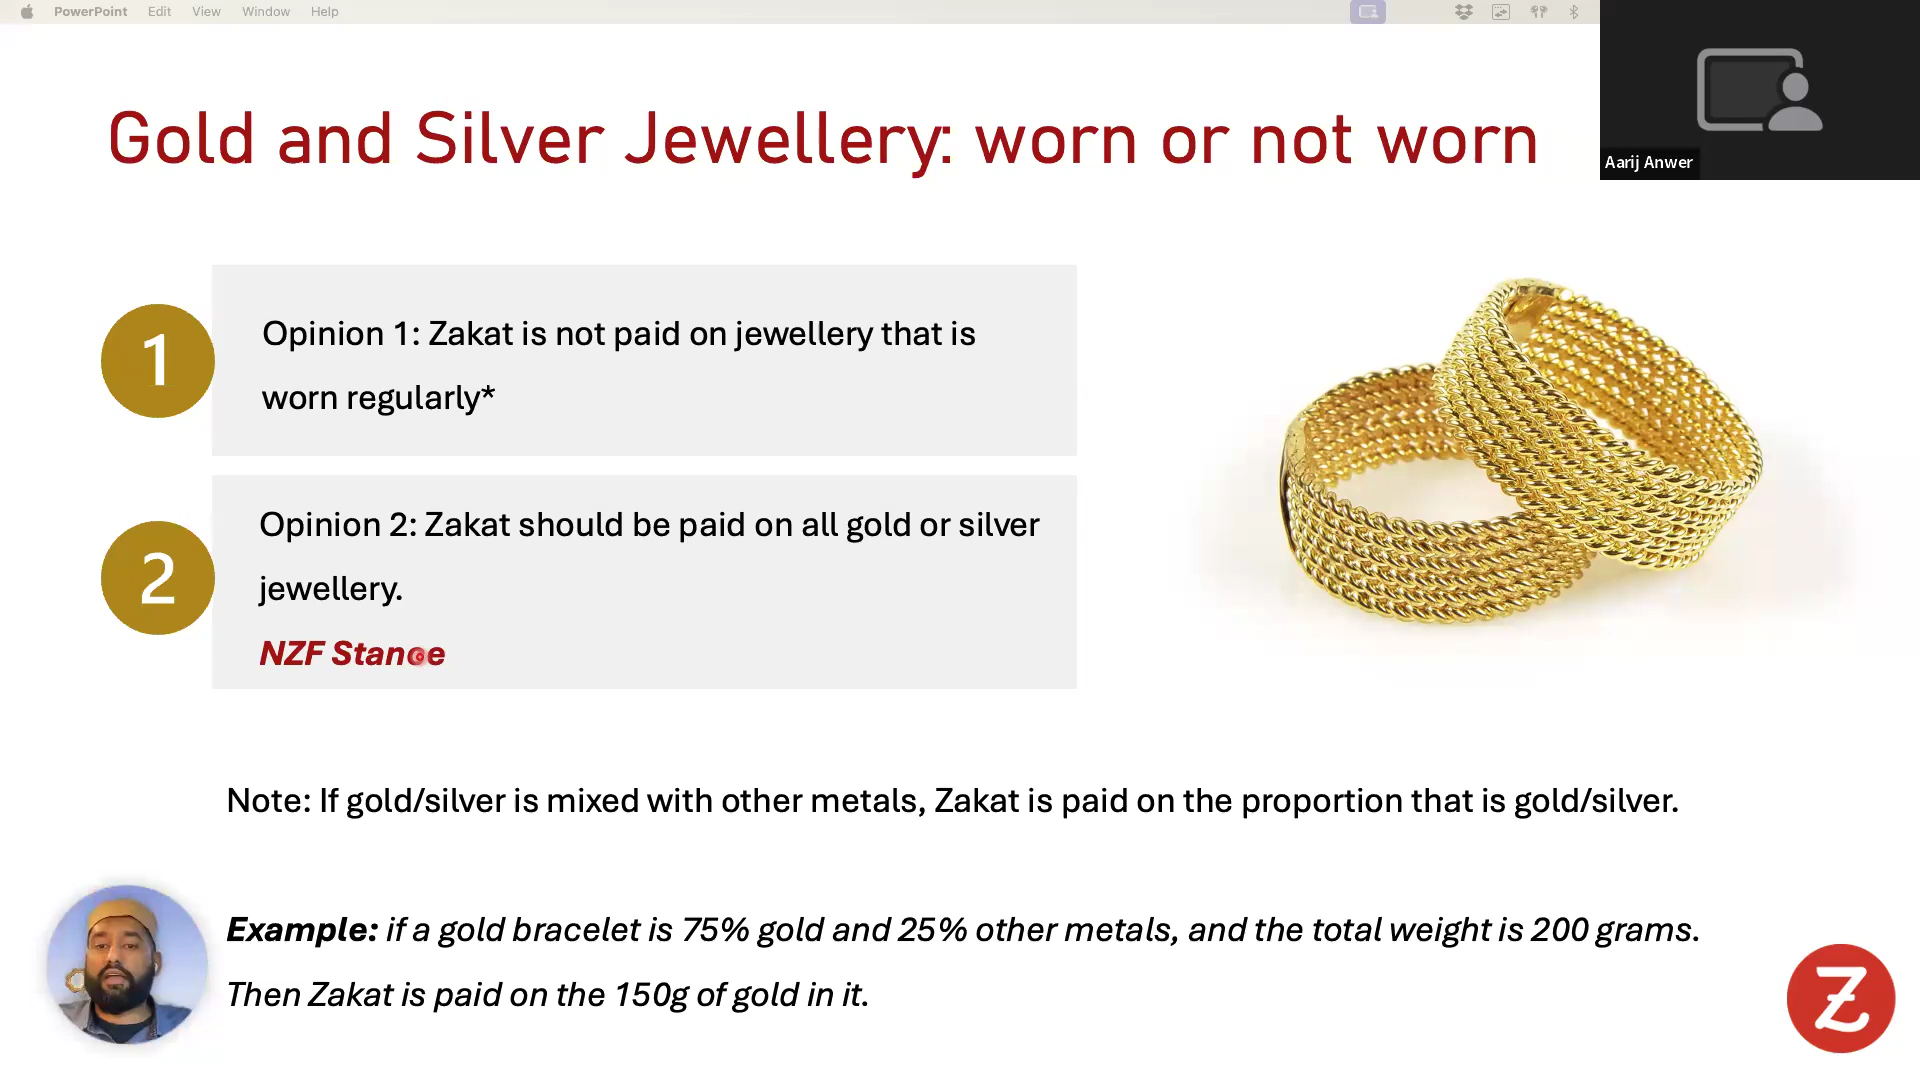 PowerPoint Edit View Window Help
Aarij Anwer
Gold and Silver Jewellery: worn or not worn
1
Opinion 1: Zakat is not paid on jewellery that is
worn regularly*
2
Opinion 2: Zakat should be paid on all gold or silver
jewellery.
NZF Stance
Note: If gold/silver is mixed with other metals, Zakat is paid on the proportion that is gold/silver.
Example: if a gold bracelet is 75% gold and 25% other metals, and the total weight is 200 grams.
Then Zakat is paid on the 150g of gold in it.
Z